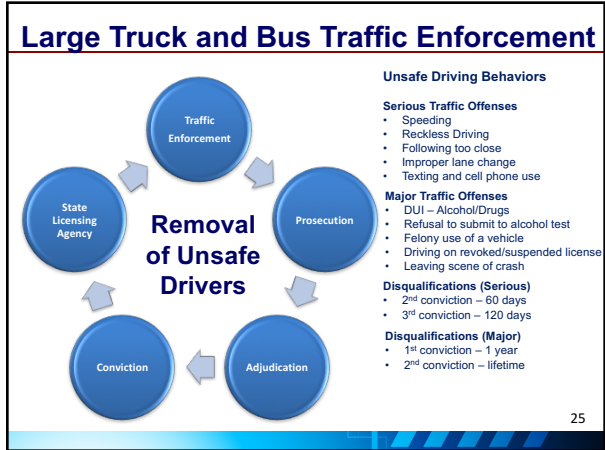 Large Truck and Bus Traffic Enforcement
Traffic
Enforcement
Prosecution
Adjudication
Conviction
State
Licensing
Agency
Removal
of Unsafe
Drivers
Unsafe Driving Behaviors
Serious Traffic Offenses
• Speeding
• Reckless Driving
• Following too close
• Improper lane change
• Texting and cell phone use
Major Traffic Offenses
• DUI – Alcohol/Drugs
• Refusal to submit to alcohol test
• Felony use of a vehicle
• Driving on revoked/suspended license
• Leaving scene of crash
Disqualifications (Serious)
• 2nd conviction – 60 days
• 3rd conviction – 120 days
Disqualifications (Major)
• 1st conviction – 1 year
• 2nd conviction – lifetime
25